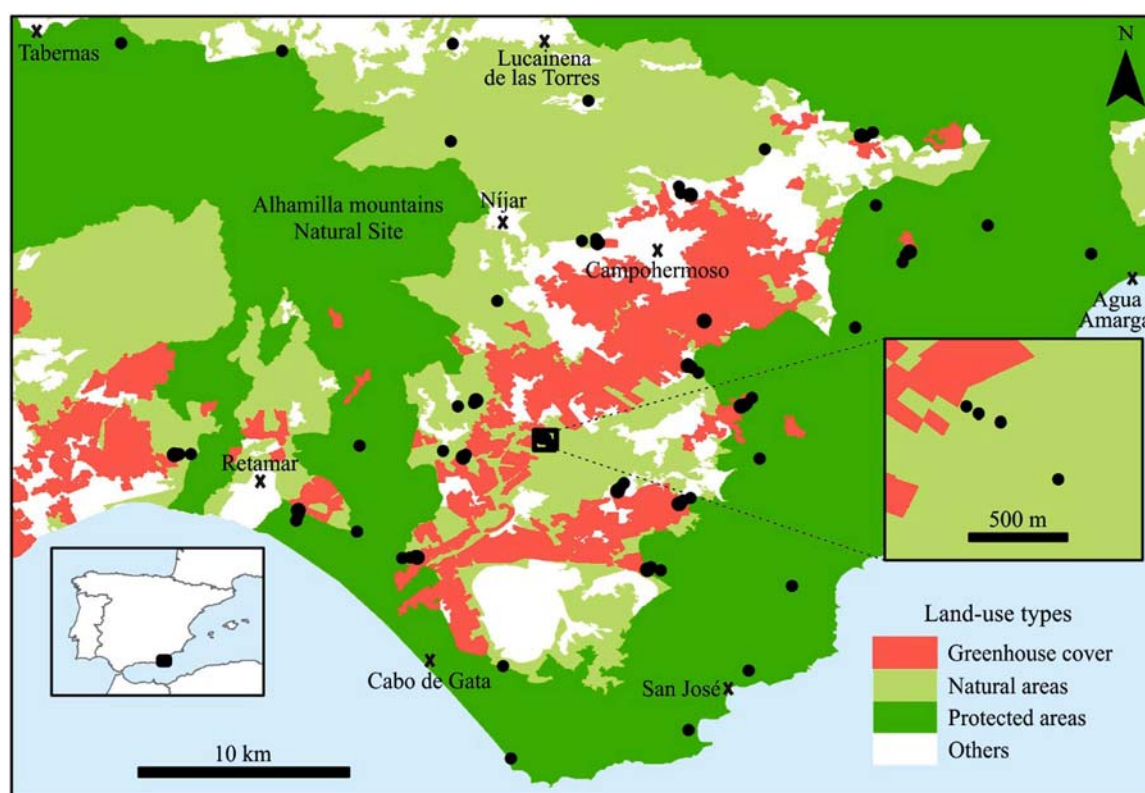 Tabernas
Lucainena
de las Torres
N
Alhamilla mountains
Natural Site
Níjar
Campohermoso
Agua
Amarga
Retamar
500 m
Cabo de Gata
San José
10 km
Land-use types
Greenhouse cover
Natural areas
Protected areas
Others